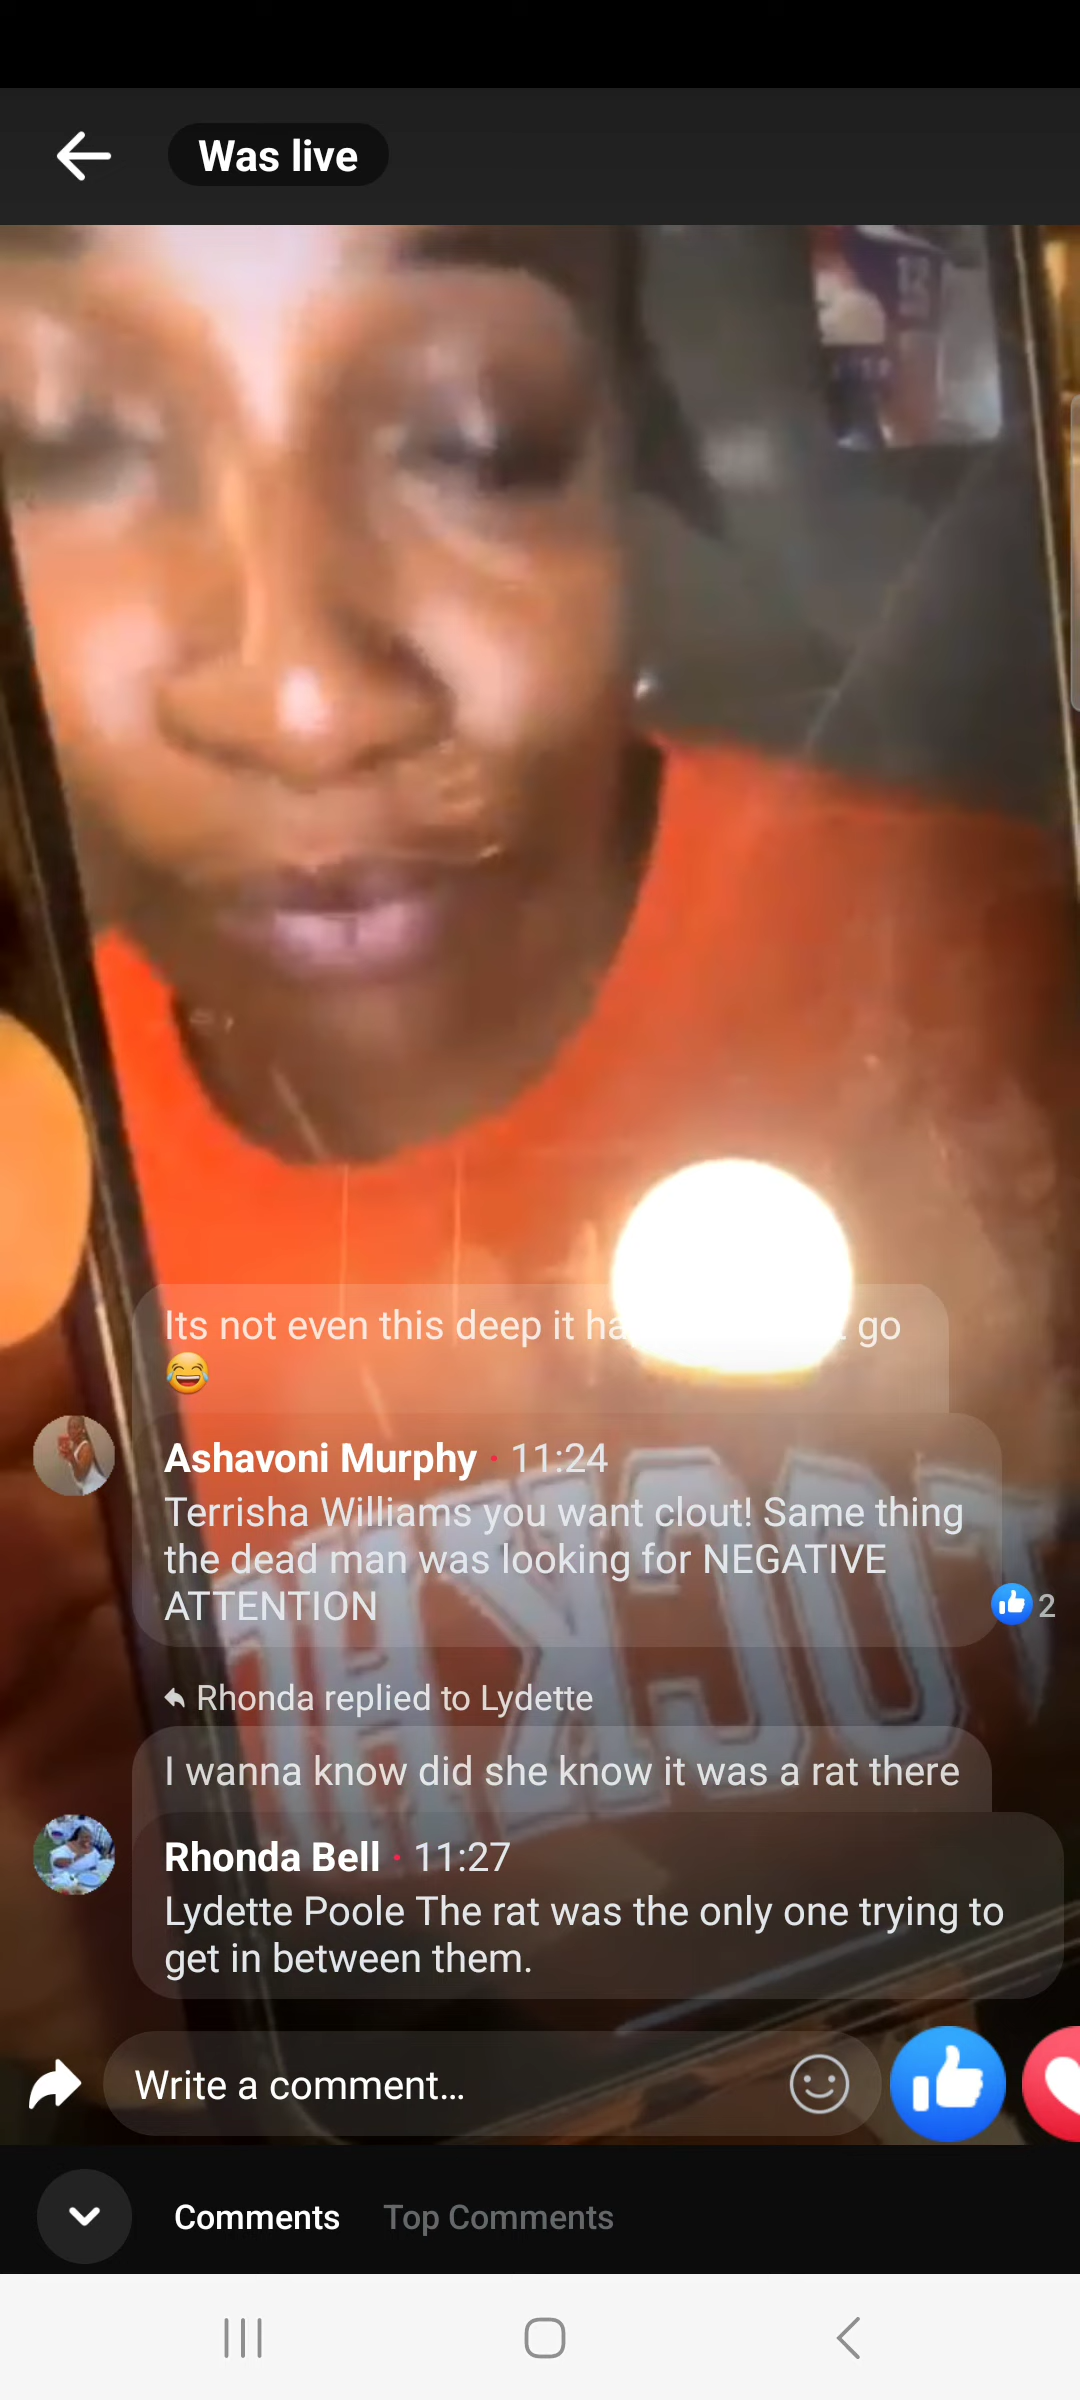 Was live
12
Its not even this deep it go
😂
Ashavoni Murphy · 11:24
Terrisha Williams you want clout! Same thing
the dead man was looking for NEGATIVE
ATTENTION
2
Rhonda replied to Lydette
I wanna know did she know it was a rat there
Rhonda Bell · 11:27
Lydette Poole The rat was the only one trying to
get in between them.
Write a comment...
Comments Top Comments